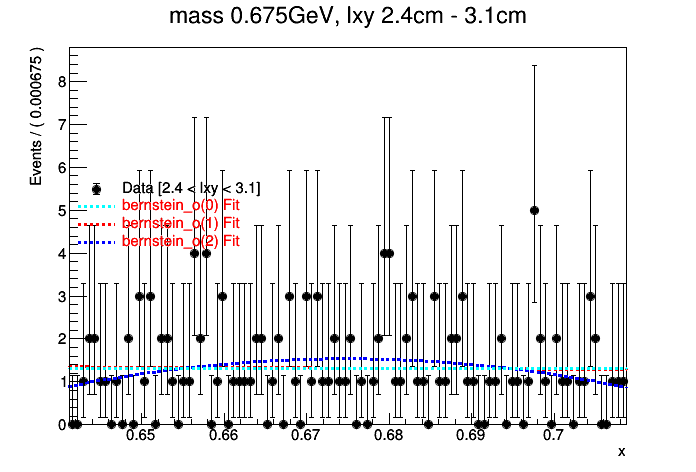 mass 0.675GeV, lxy 2.4cm - 3.1cm
Events / ( 0.000675 )
8
7
6
5
4
3
2
1
0
Data [2.4 < lxy < 3.1]
bernstein_o(0) Fit
bernstein_o(1) Fit
bernstein_o(2) Fit
0.65 0.66 0.67 0.68 0.69 0.7
x